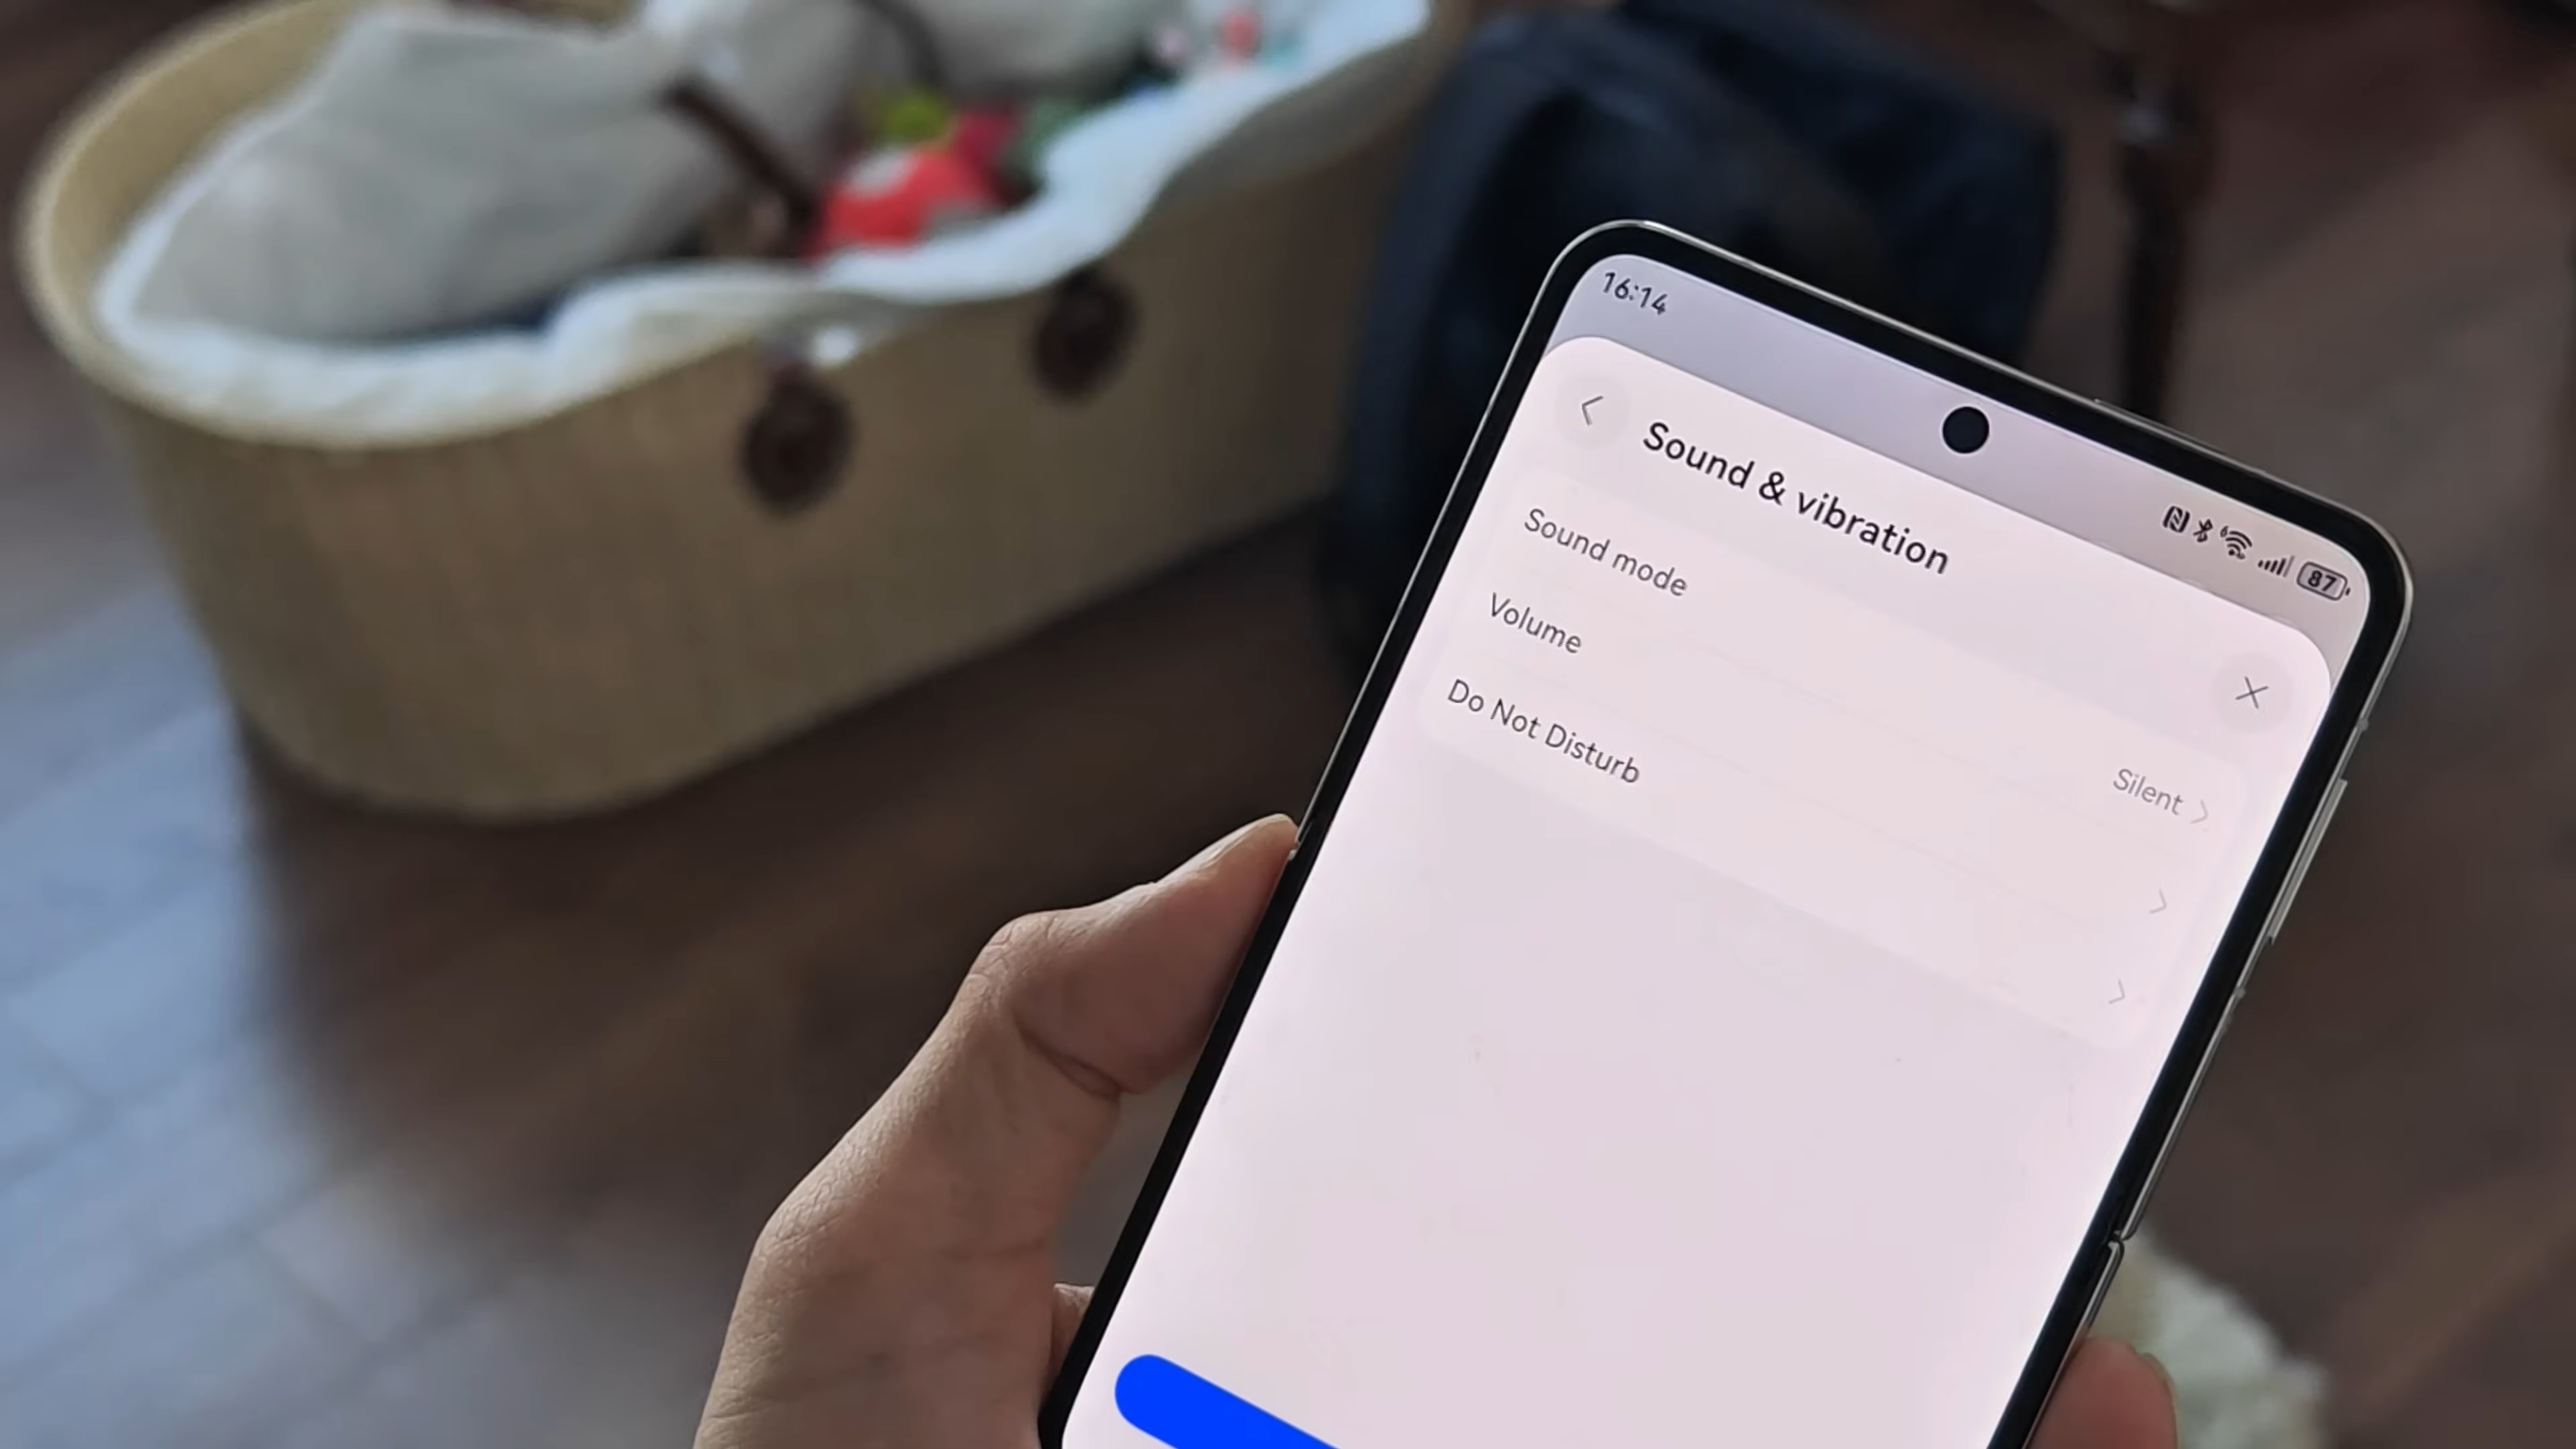 16:14
87
Sound & vibration
Sound mode
Silent
Volume
Do Not Disturb